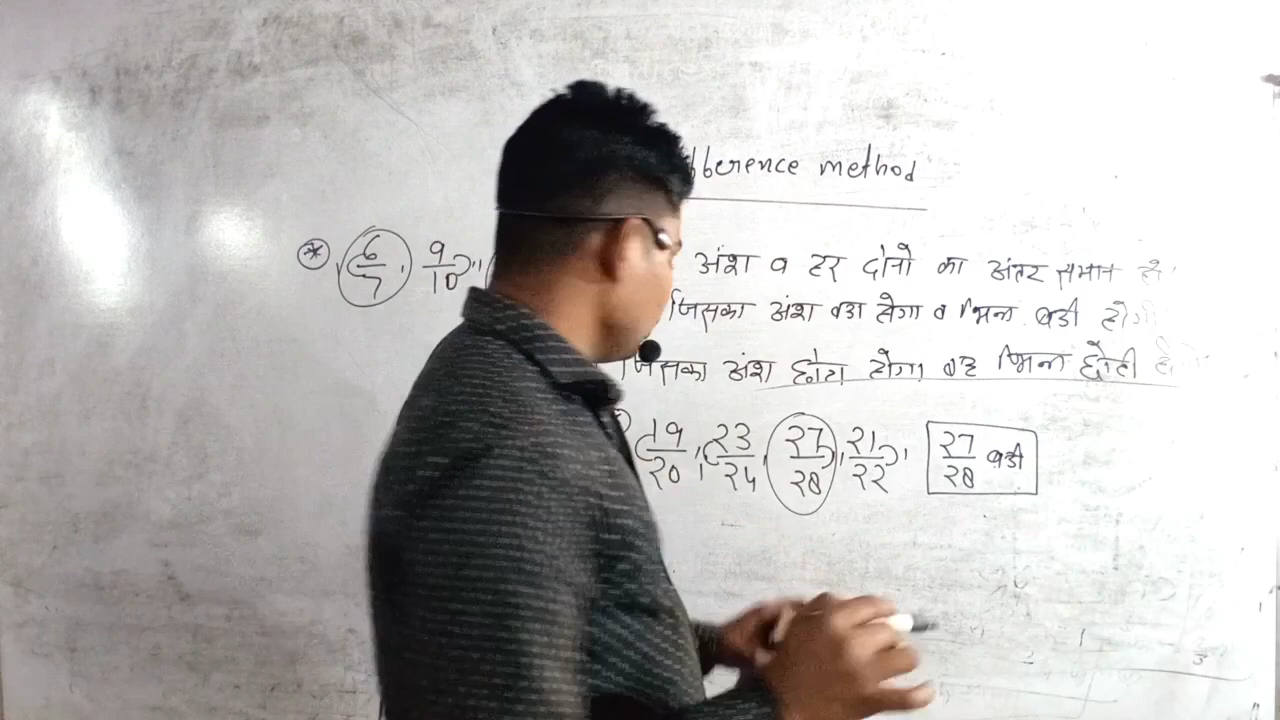 fference method
* 6/7, 9/10, अंश व हर दोनो का अंतर समान हो
जिसका अंश बडा होगा व भिन्न बडी होगी
जिसका अंश छोटा होगा वह भिन्न छोटी
19/20, 23/24, 27/28, 21/22, 27/28 बडी